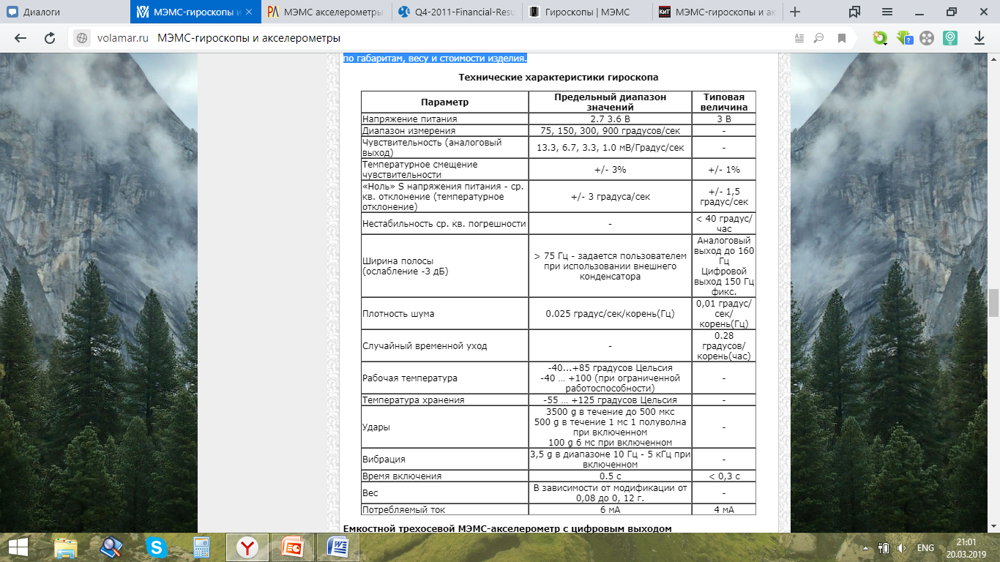 Диалоги
МЭМС-гироскопы и
МЭМС акселерометры
Q4-2011-Financial-Resu
Гироскопы | МЭМС
КиТ
МЭМС-гироскопы и ак
volamar.ru МЭМС-гироскопы и акселерометры
по габаритам, весу и стоимости изделия.
Технические характеристики гироскопа
Параметр
Предельный диапазон
значений
Типовая
величина
Напряжение питания
2.7 3.6 В
3 В
Диапазон измерения
75, 150, 300, 900 градусов/сек
-
Чувствительность (аналоговый
выход)
13.3, 6.7, 3.3, 1.0 мВ/Градус/сек
-
Температурное смещение
чувствительности
+/- 3%
+/- 1%
«Ноль» S напряжения питания - ср.
кв. отклонение (температурное
отклонение)
+/- 3 градуса/сек
+/- 1,5
градус/сек
Нестабильность ср. кв. погрешности
-
< 40 градус/
час
Ширина полосы
(ослабление -3 дБ)
> 75 Гц - задается пользователем
при использовании внешнего
конденсатора
Аналоговый
выход до 160
Гц
Цифровой
выход 150 Гц
фикс.
Плотность шума
0.025 градус/сек/корень(Гц)
0,01 градус/
сек/
корень(Гц)
Случайный временной уход
-
0.28
градусов/
корень(час)
Рабочая температура
-40...+85 градусов Цельсия
-40 ... +100 (при ограниченной
работоспособности)
-
Температура хранения
-55 ... +125 градусов Цельсия
-
Удары
3500 g в течение до 500 мкс
500 g в течение 1 мс 1 полуволна
при включенном
100 g 6 мс при включенном
-
Вибрация
3,5 g в диапазоне 10 Гц - 5 кГц при
включенном
-
Время включения
0.5 с
< 0,3 с
Вес
В зависимости от модификации от
0,08 до 0, 12 г.
-
Потребляемый ток
6 мА
4 мА
Емкостной трехосевой МЭМС-акселерометр с цифровым выходом
ENG
21:01
20.03.2019